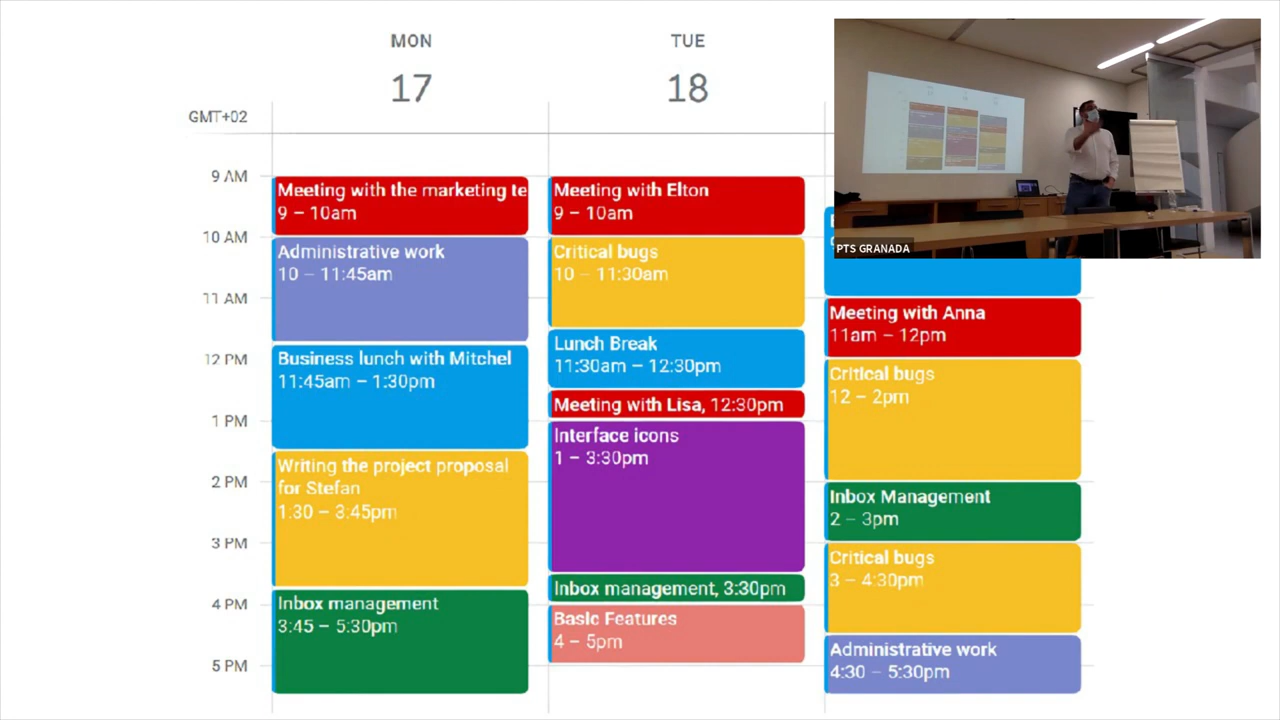 MON
17
TUE
18
GMT+02
9 AM
10 AM
11 AM
12 PM
1 PM
2 PM
3 PM
4 PM
5 PM
Meeting with the marketing te
9 – 10am
Administrative work
10 – 11:45am
Business lunch with Mitchel
11:45am – 1:30pm
Writing the project proposal
for Stefan
1:30 – 3:45pm
Inbox management
3:45 – 5:30pm
Meeting with Elton
9 – 10am
Critical bugs
10 – 11:30am
Lunch Break
11:30am – 12:30pm
Meeting with Lisa, 12:30pm
Interface icons
1 – 3:30pm
Inbox management, 3:30pm
Basic Features
4 – 5pm
PTS GRANADA
Meeting with Anna
11am – 12pm
Critical bugs
12 – 2pm
Inbox Management
2 – 3pm
Critical bugs
3 – 4:30pm
Administrative work
4:30 – 5:30pm